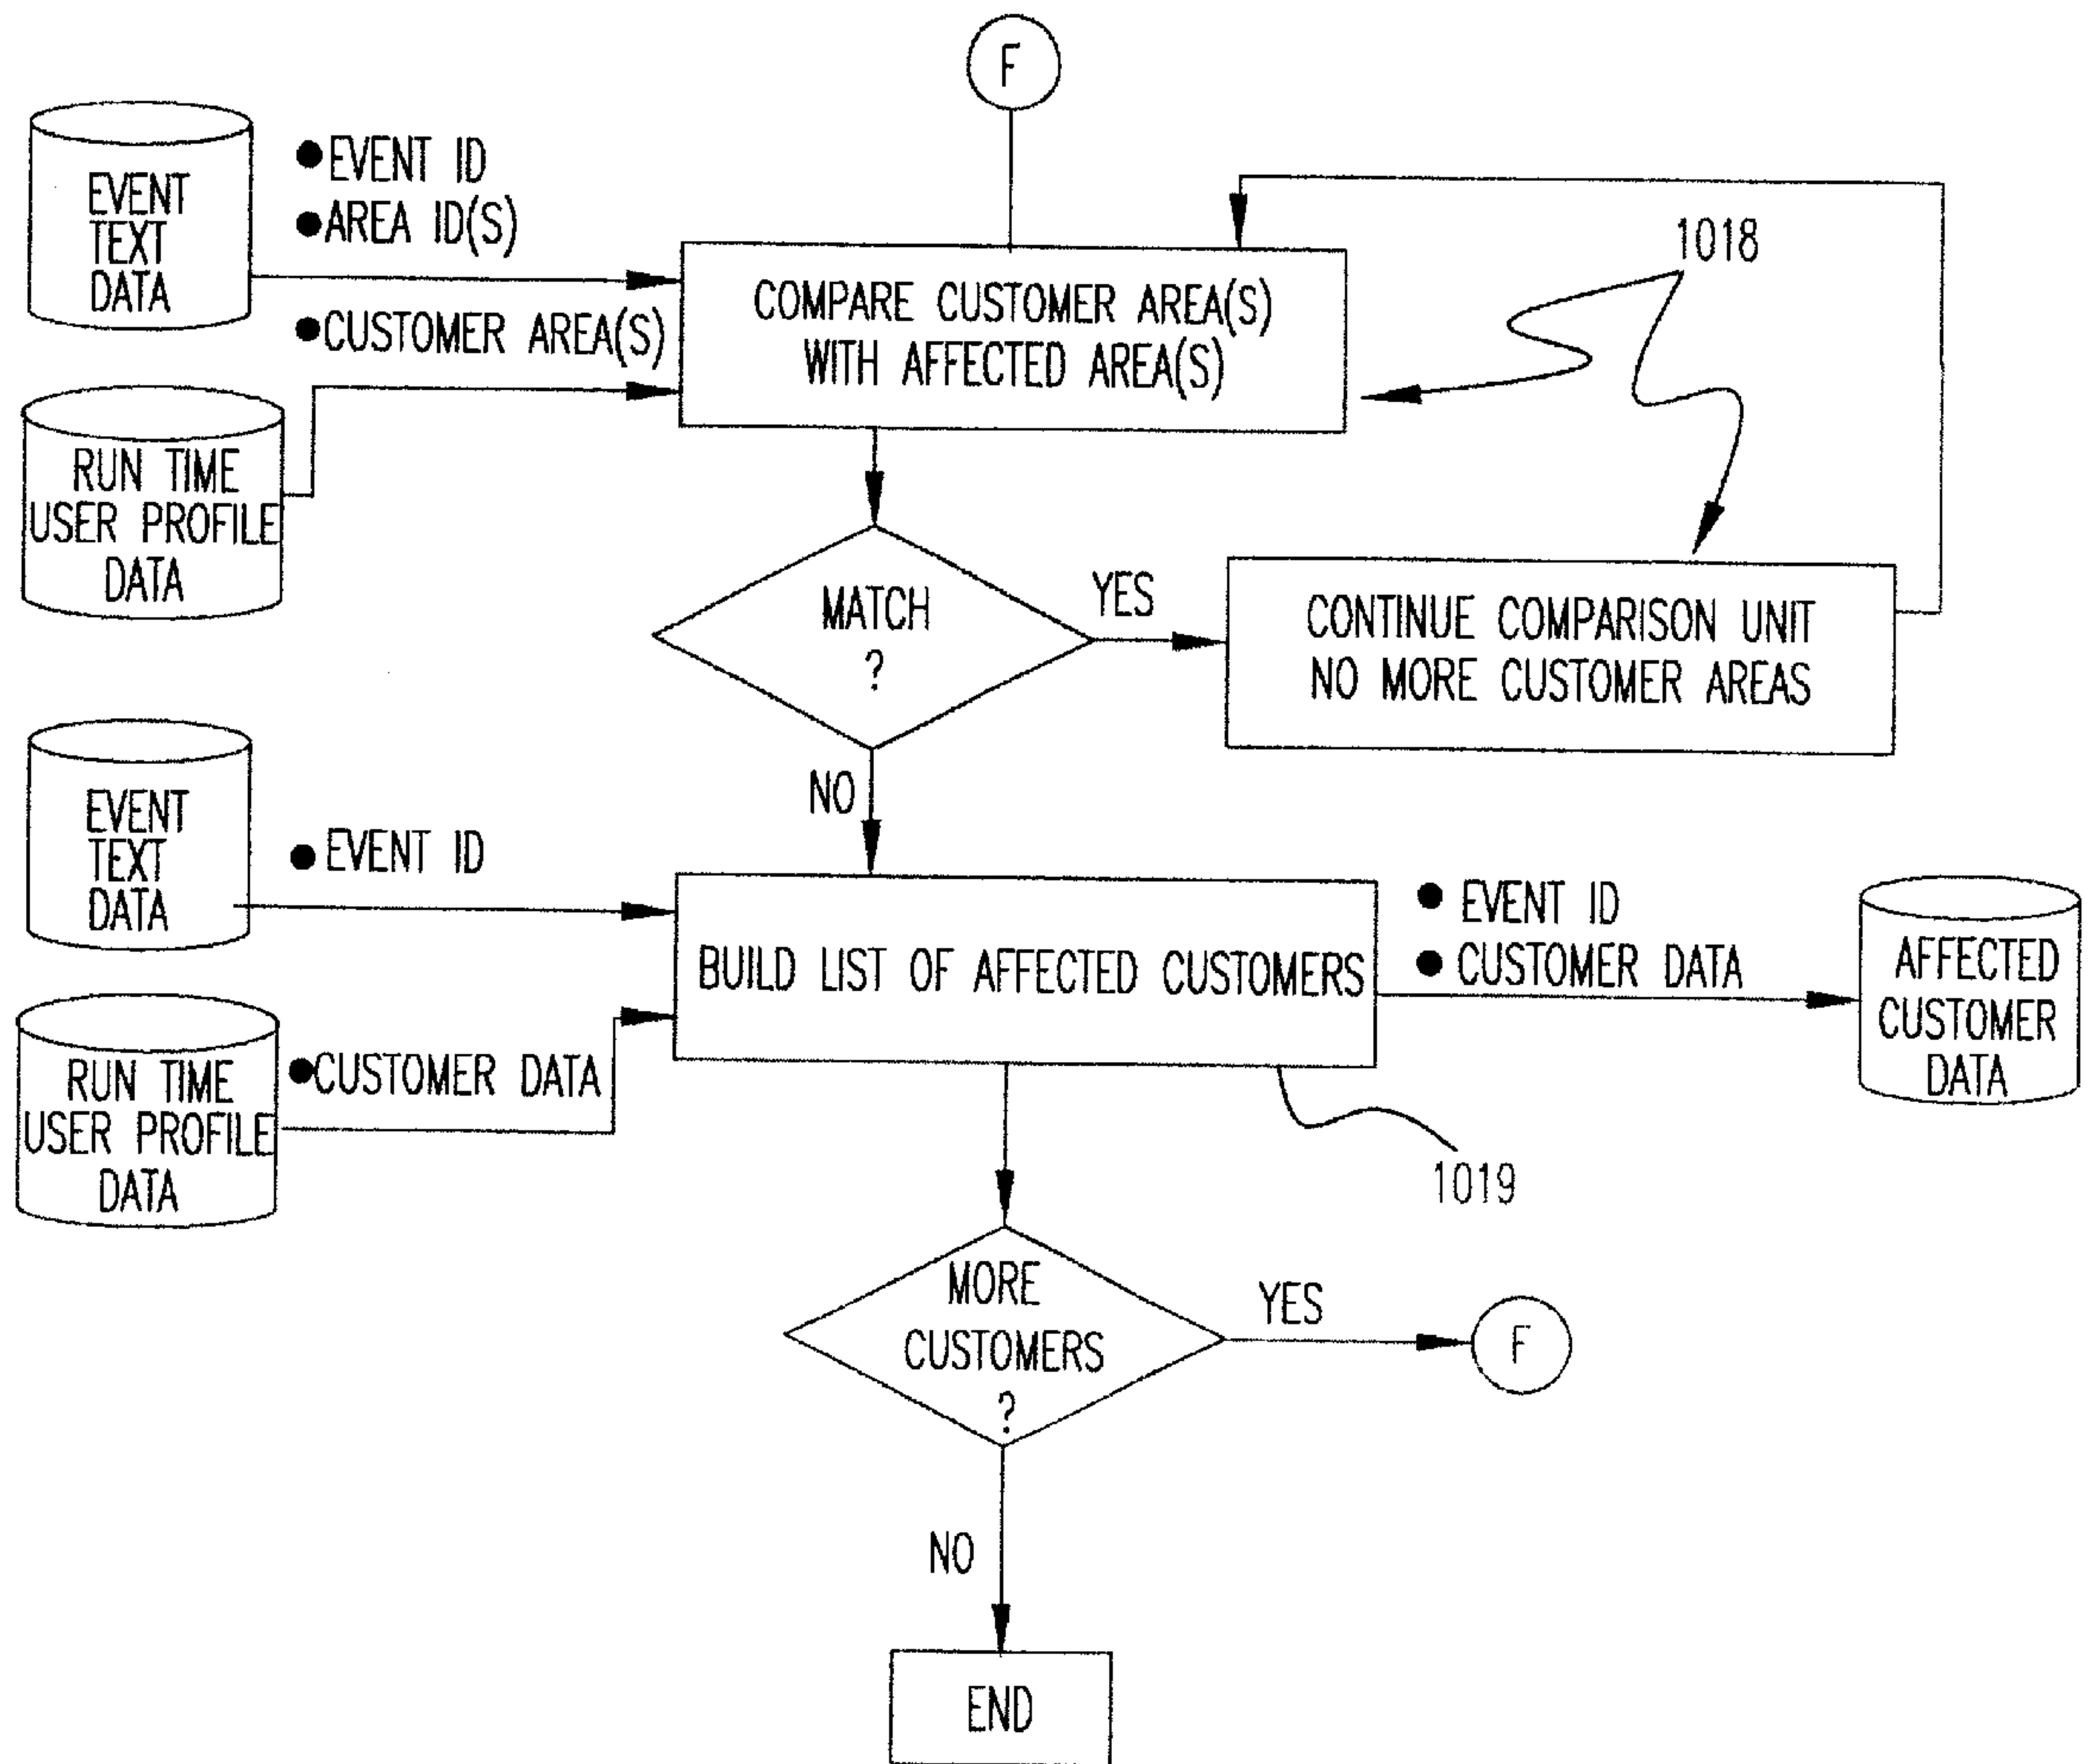 F
EVENT
TEXT
DATA
●EVENT ID
●AREA ID(S)
●CUSTOMER AREA(S)
RUN TIME
USER PROFILE
DATA
COMPARE CUSTOMER AREA(S)
WITH AFFECTED AREA(S)
1018
MATCH
?
YES
CONTINUE COMPARISON UNIT
NO MORE CUSTOMER AREAS
NO
EVENT
TEXT
DATA
● EVENT ID
RUN TIME
USER PROFILE
DATA
●CUSTOMER DATA
BUILD LIST OF AFFECTED CUSTOMERS
● EVENT ID
● CUSTOMER DATA
AFFECTED
CUSTOMER
DATA
1019
MORE
CUSTOMERS
?
YES
F
NO
END